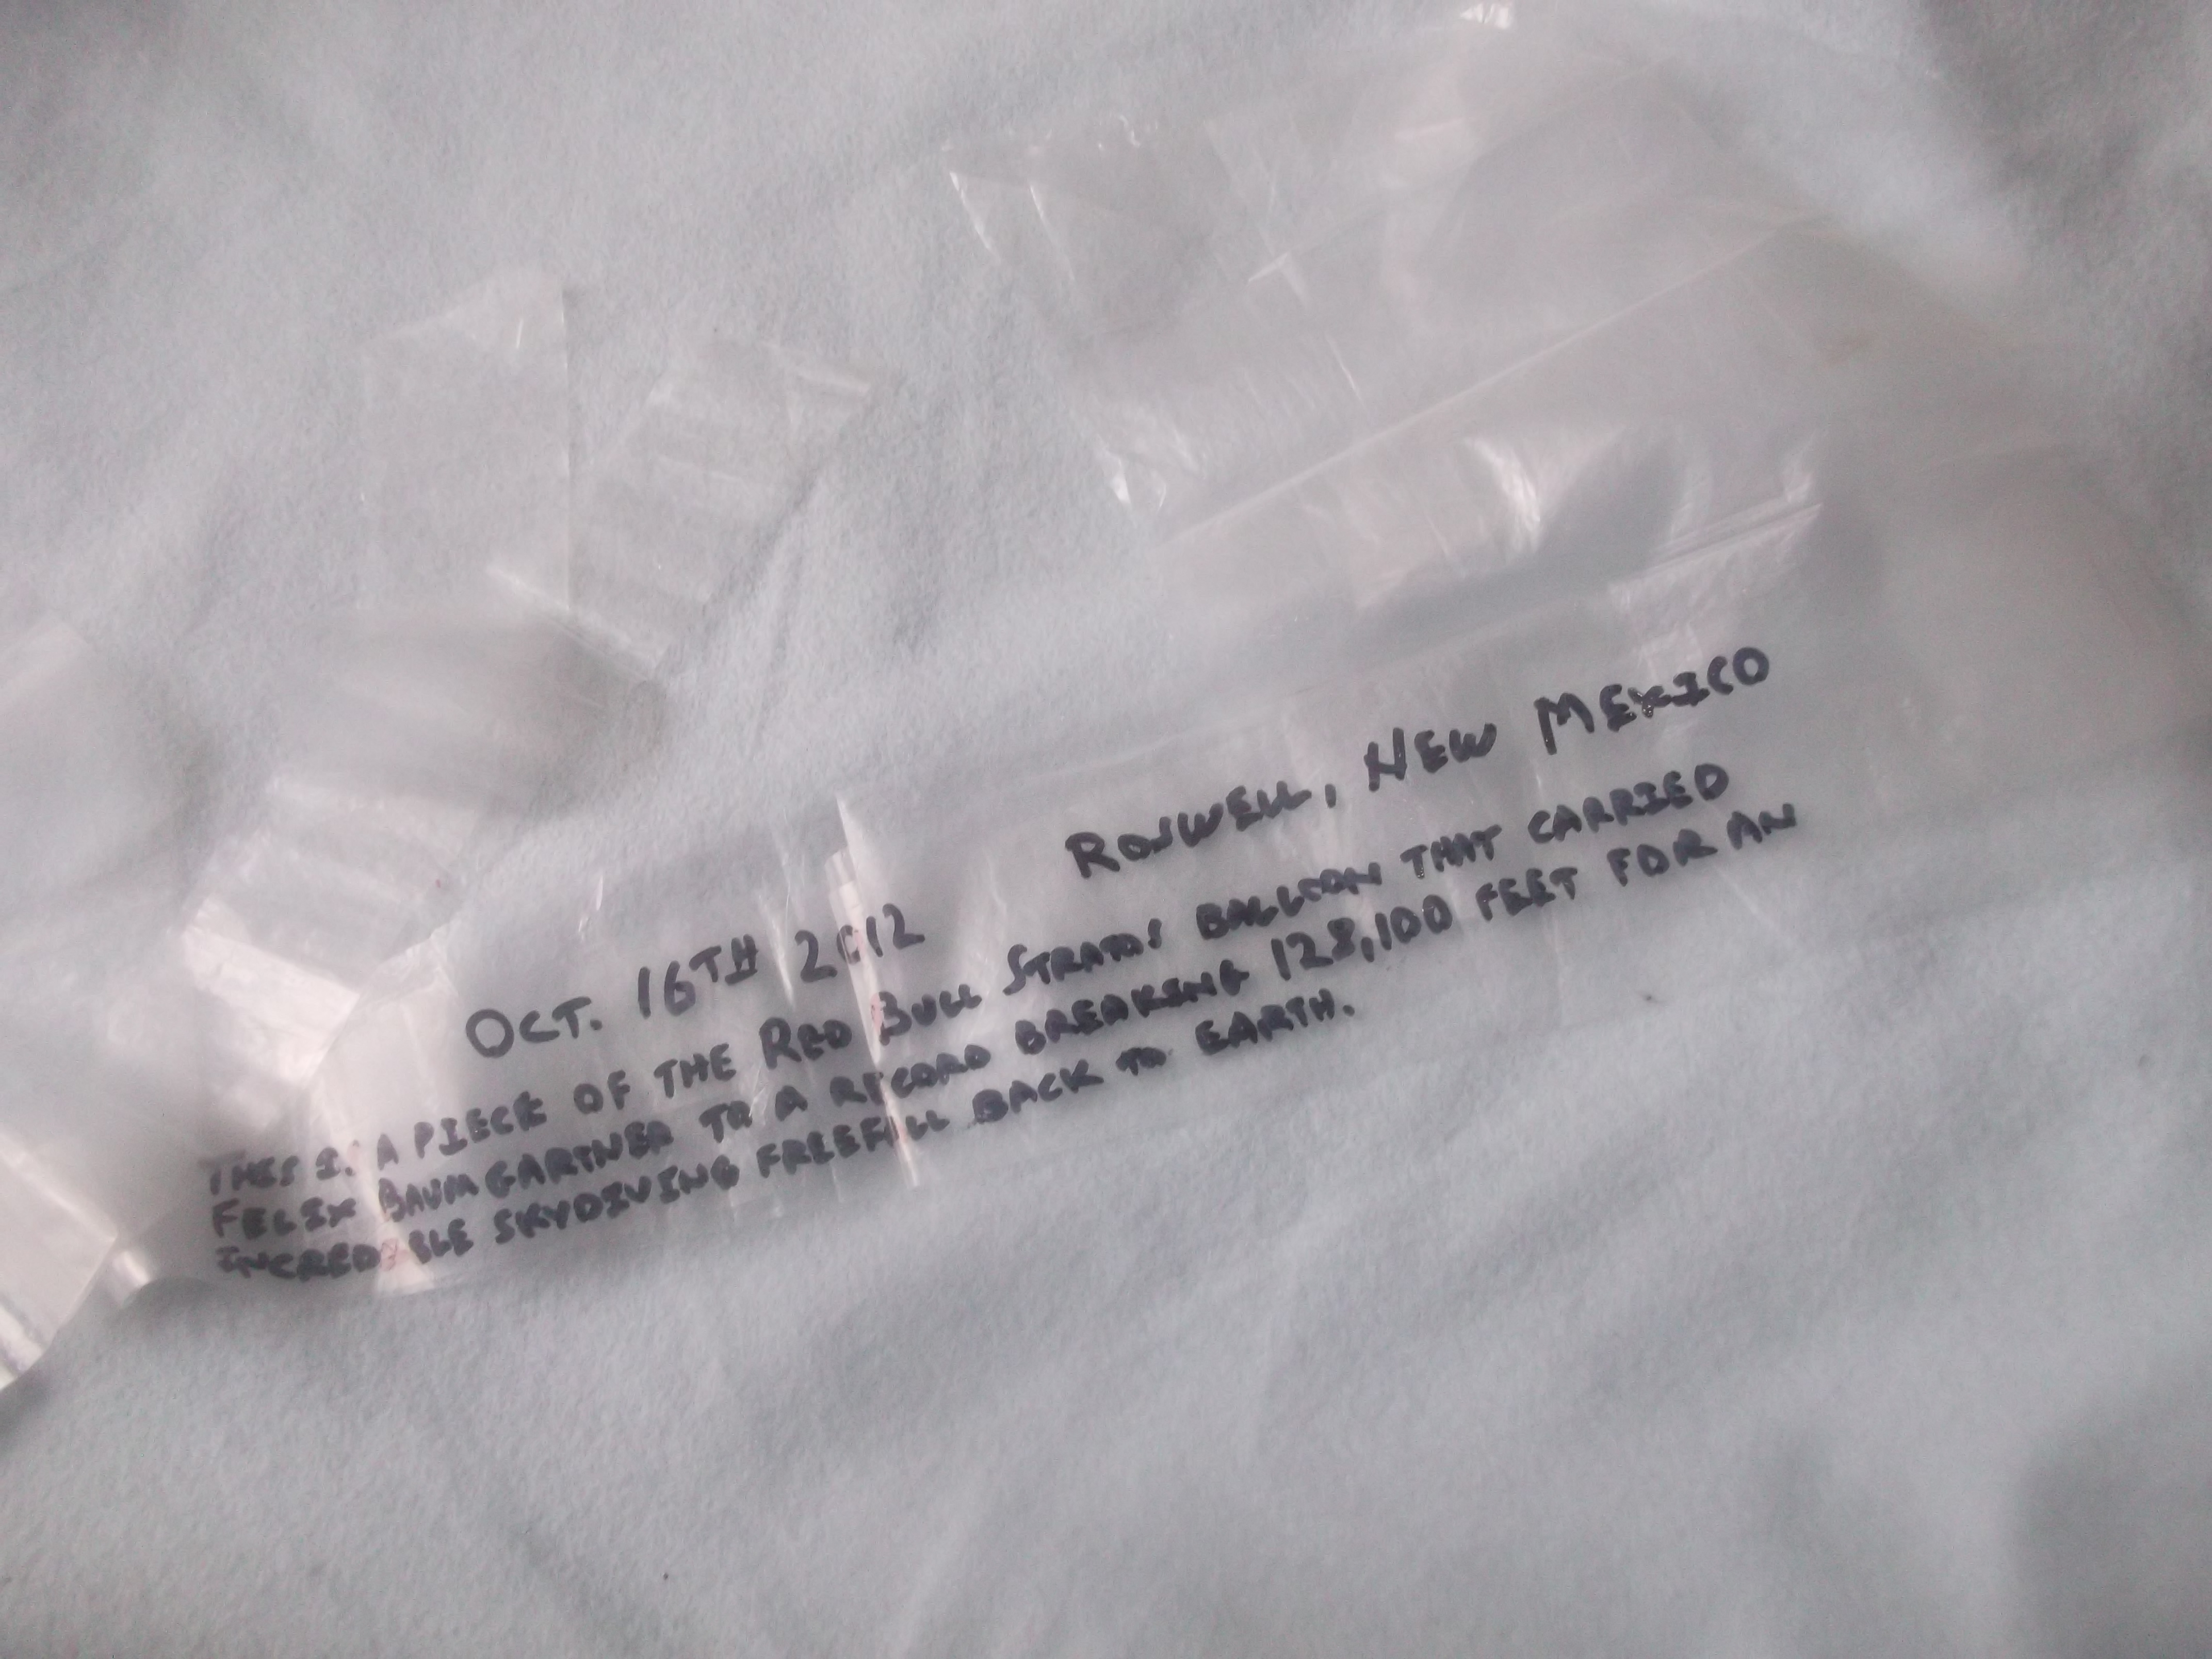 OCT. 16TH 2012 ROSWELL, NEW MEXICO
THIS IS A PIECE OF THE RED BULL STRATOS BALLOON THAT CARRIED
FELIX BAUMGARTNER TO A RECORD BREAKING 128,100 FEET FOR AN
INCREDIBLE SKYDIVING FREEFALL BACK TO EARTH.